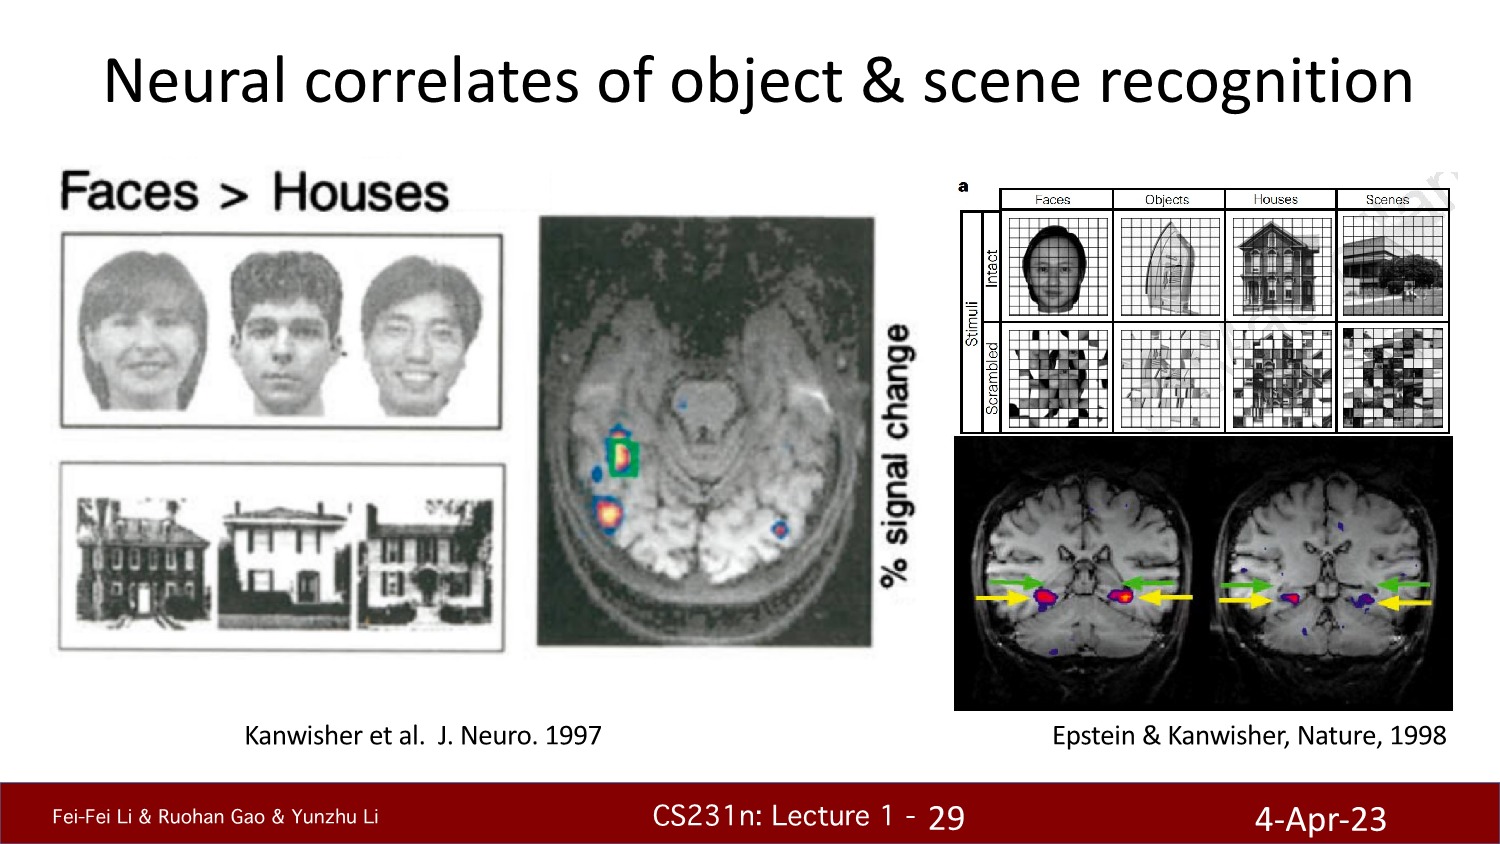 Neural correlates of object & scene recognition
Faces > Houses
% signal change
a
Faces Objects Houses Scenes
Stimuli
Intact
Scrambled
Kanwisher et al. J. Neuro. 1997
Epstein & Kanwisher, Nature, 1998
Fei-Fei Li & Ruohan Gao & Yunzhu Li
CS231n: Lecture 1 - 29
4-Apr-23